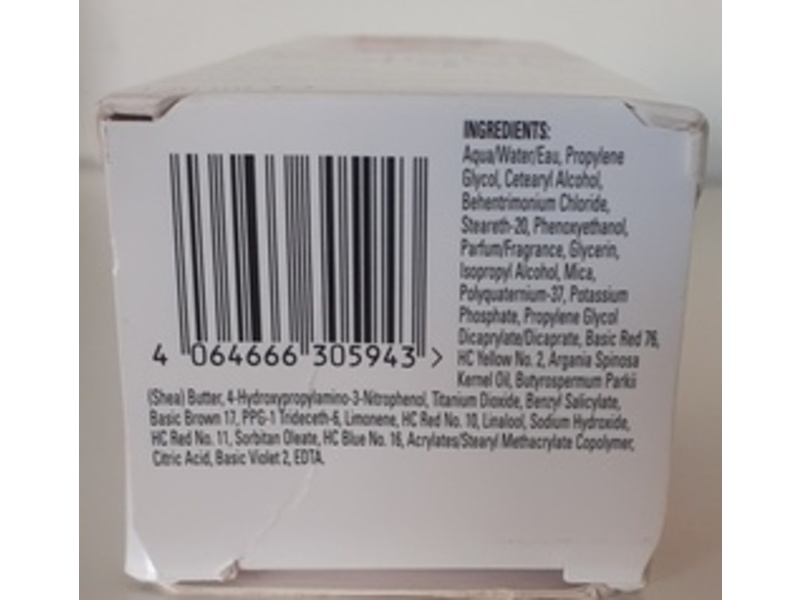 INGREDIENTS:
Aqua/Water/Eau, Propylene
Glycol, Cetearyl Alcohol,
Behentrimonium Chloride,
Steareth-20, Phenoxyethanol,
Parfum/Fragrance, Glycerin,
Isopropyl Alcohol, Mica,
Polyquaternium-37, Potassium
Phosphate, Propylene Glycol
Dicaprylate/Dicaprate, Basic Red 76,
HC Yellow No. 2, Argania Spinosa
Kernel Oil, Butyrospermum Parkii
(Shea) Butter, 4-Hydroxypropylamino-3-Nitrophenol, Titanium Dioxide, Benzyl Salicylate,
Basic Brown 17, PPG-1 Trideceth-6, Limonene, HC Red No. 10, Linalool, Sodium Hydroxide,
HC Red No. 11, Sorbitan Oleate, HC Blue No. 16, Acrylates/Stearyl Methacrylate Copolymer,
Citric Acid, Basic Violet 2, EDTA.
4 064666 305943 >